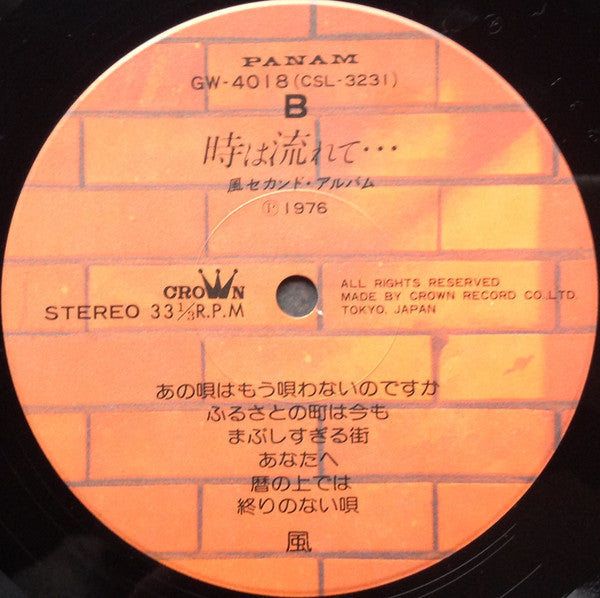 PANAM
GW-4018(CSL-3231)
B
時は流れて…
風セカンド・アルバム
Ⓟ1976
CROWN
STEREO 33 1/3 R.P.M
ALL RIGHTS RESERVED
MADE BY CROWN RECORD CO.,LTD.
TOKYO, JAPAN
あの唄はもう唄わないのですか
ふるさとの町は今も
まぶしすぎる街
あなたへ
暦の上では
終りのない唄
風